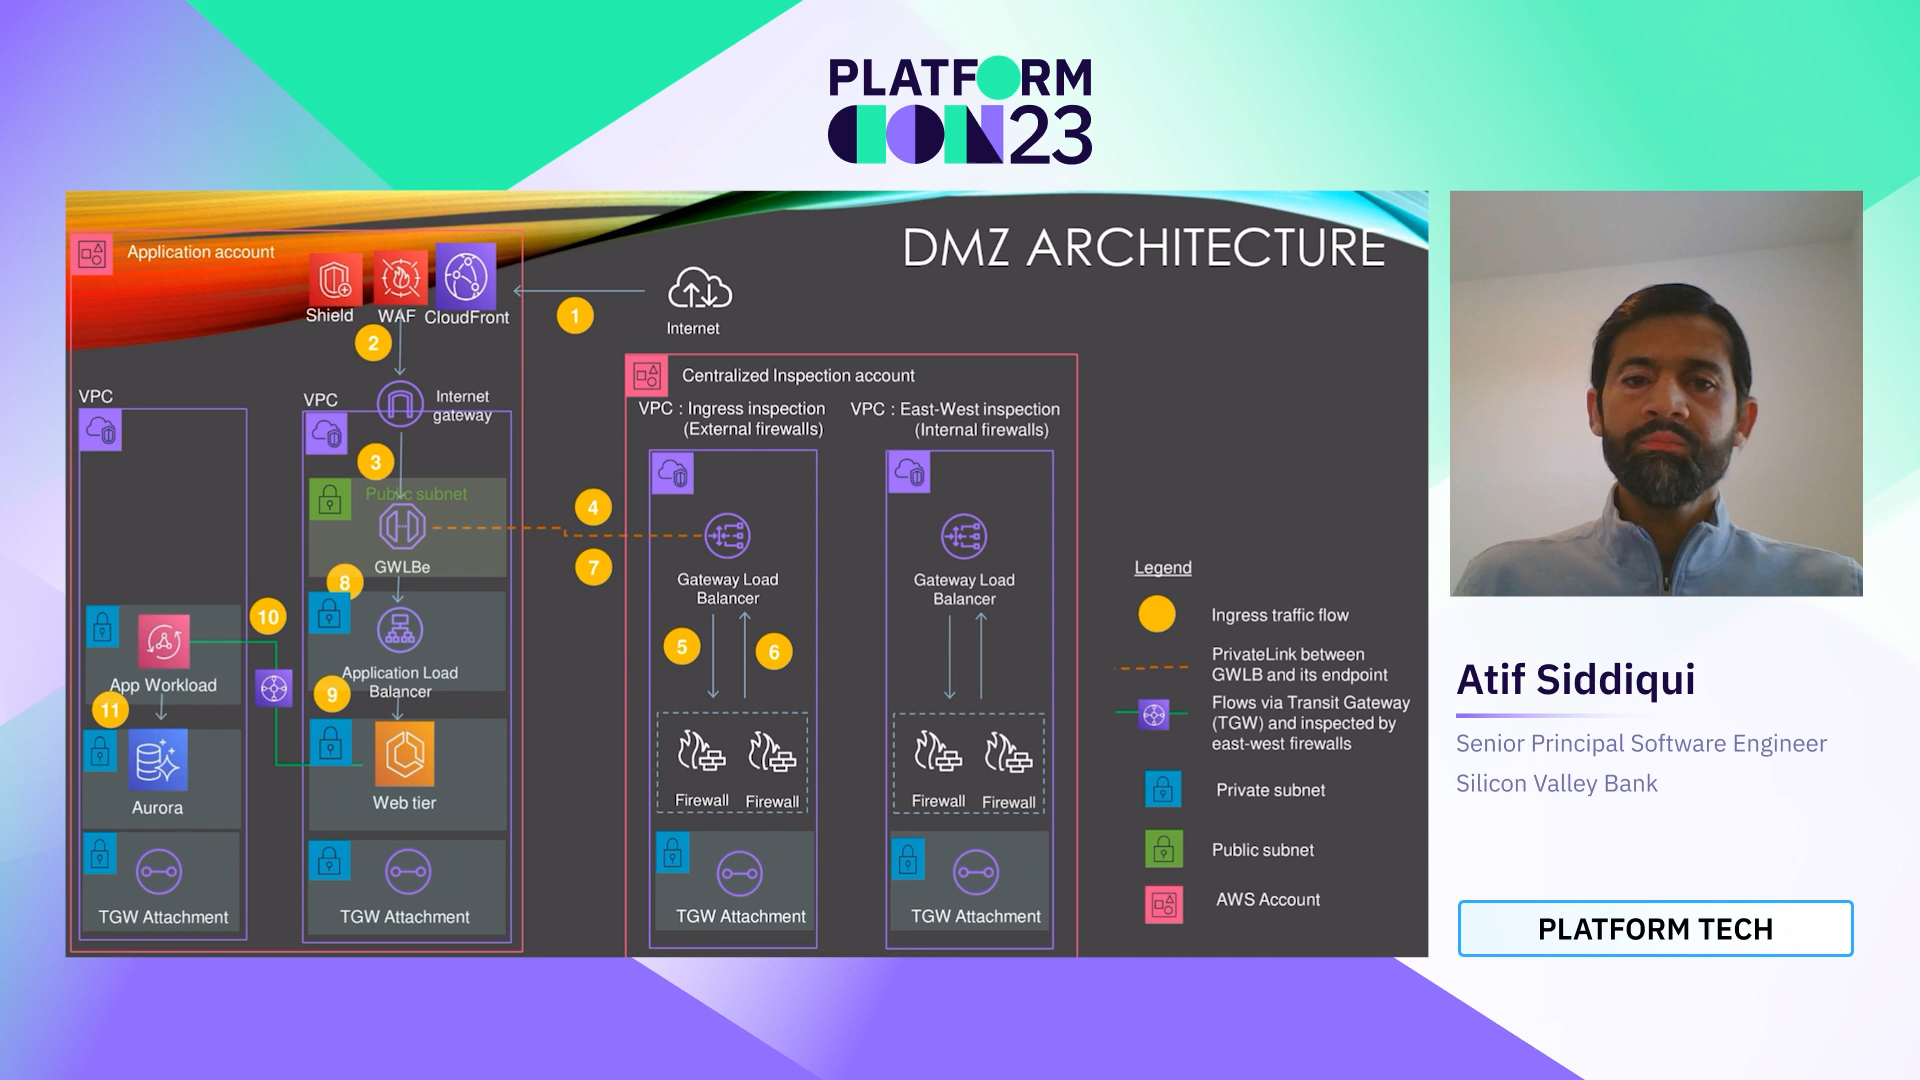 PLATFORM
CON23
DMZ ARCHITECTURE
Application account
Shield
WAF
CloudFront
1
Internet
2
Internet
gateway
VPC
VPC
Centralized Inspection account
VPC : Ingress inspection
(External firewalls)
VPC : East-West inspection
(Internal firewalls)
3
Public subnet
GWLBe
4
7
Gateway Load
Balancer
Gateway Load
Balancer
8
10
Application Load
Balancer
App Workload
5
6
9
11
Aurora
Web tier
Firewall
Firewall
Firewall
Firewall
TGW Attachment
TGW Attachment
TGW Attachment
TGW Attachment
Legend
Ingress traffic flow
PrivateLink between
GWLB and its endpoint
Flows via Transit Gateway
(TGW) and inspected by
east-west firewalls
Private subnet
Public subnet
AWS Account
Atif Siddiqui
Senior Principal Software Engineer
Silicon Valley Bank
PLATFORM TECH